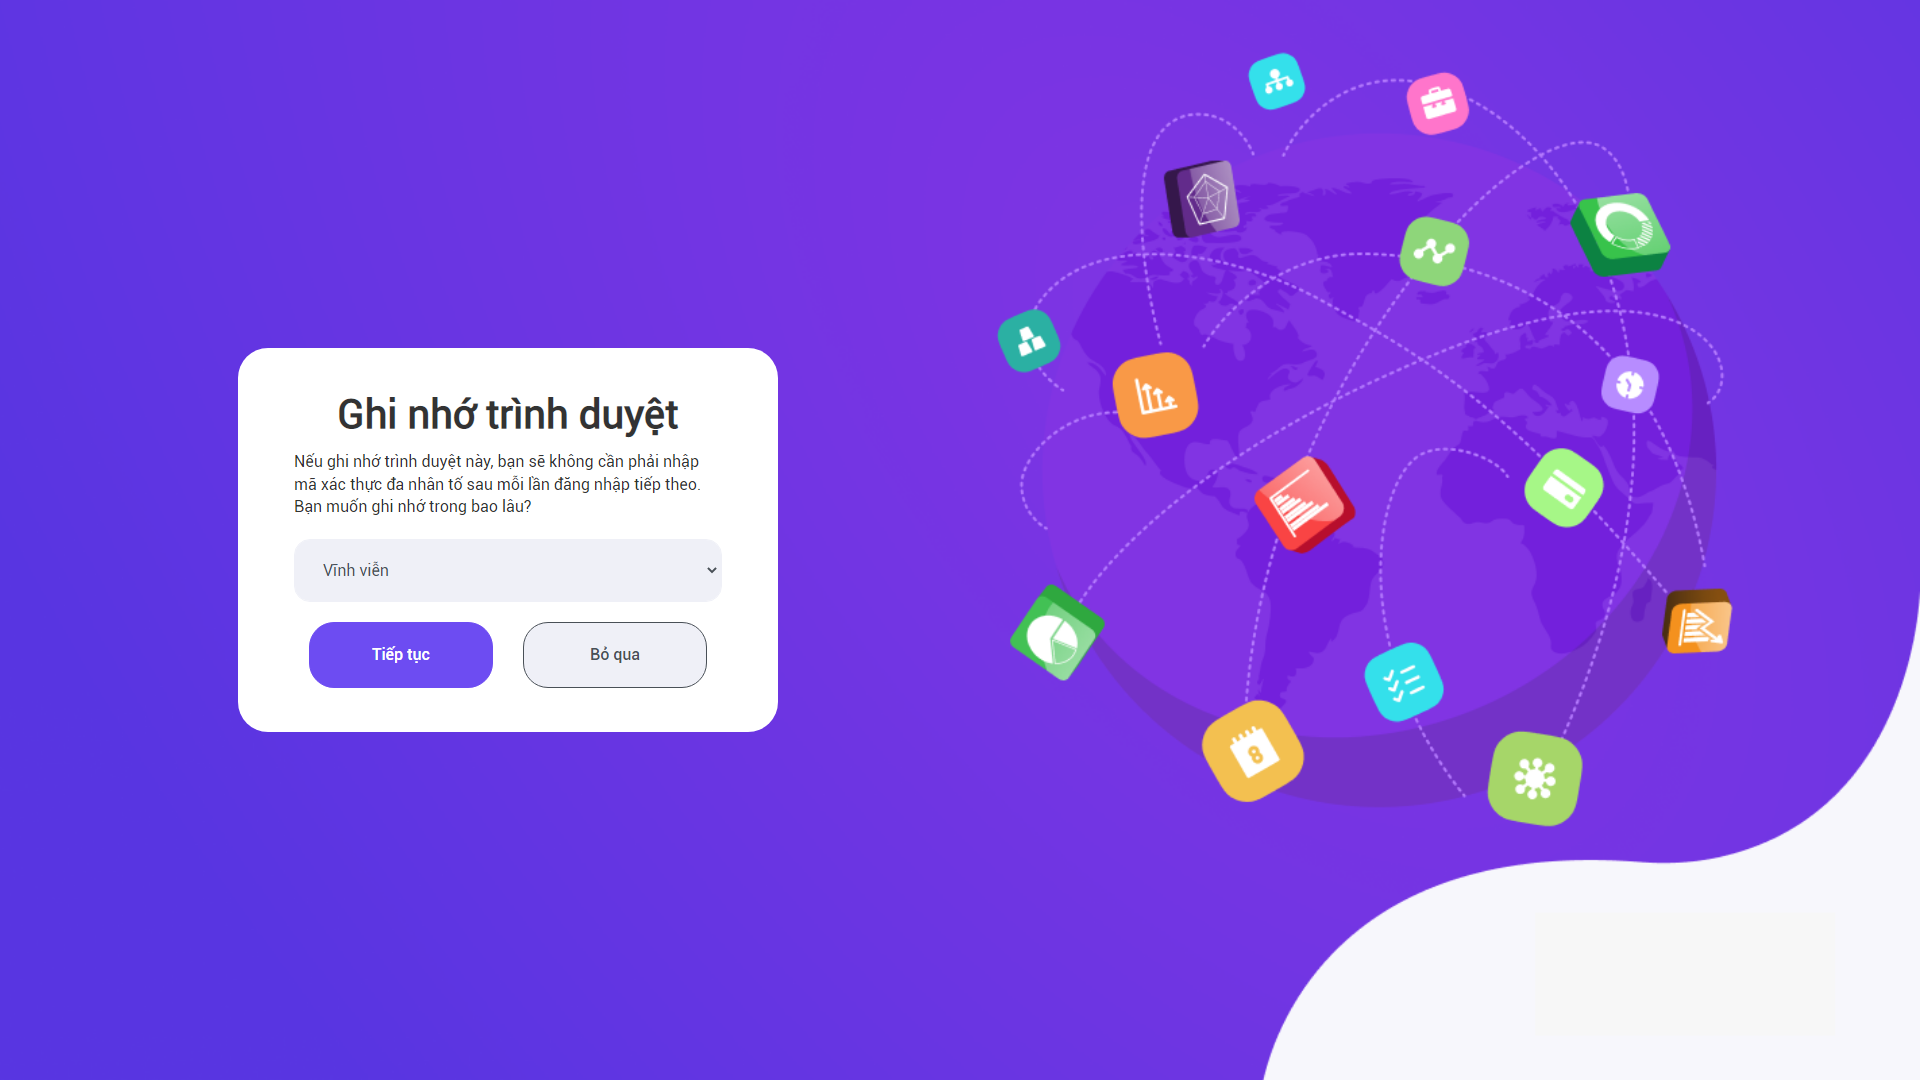 Ghi nhớ trình duyệt
Nếu ghi nhớ trình duyệt này, bạn sẽ không cần phải nhập
mã xác thực đa nhân tố sau mỗi lần đăng nhập tiếp theo.
Bạn muốn ghi nhớ trong bao lâu?
Vĩnh viễn
Tiếp tục
Bỏ qua
8